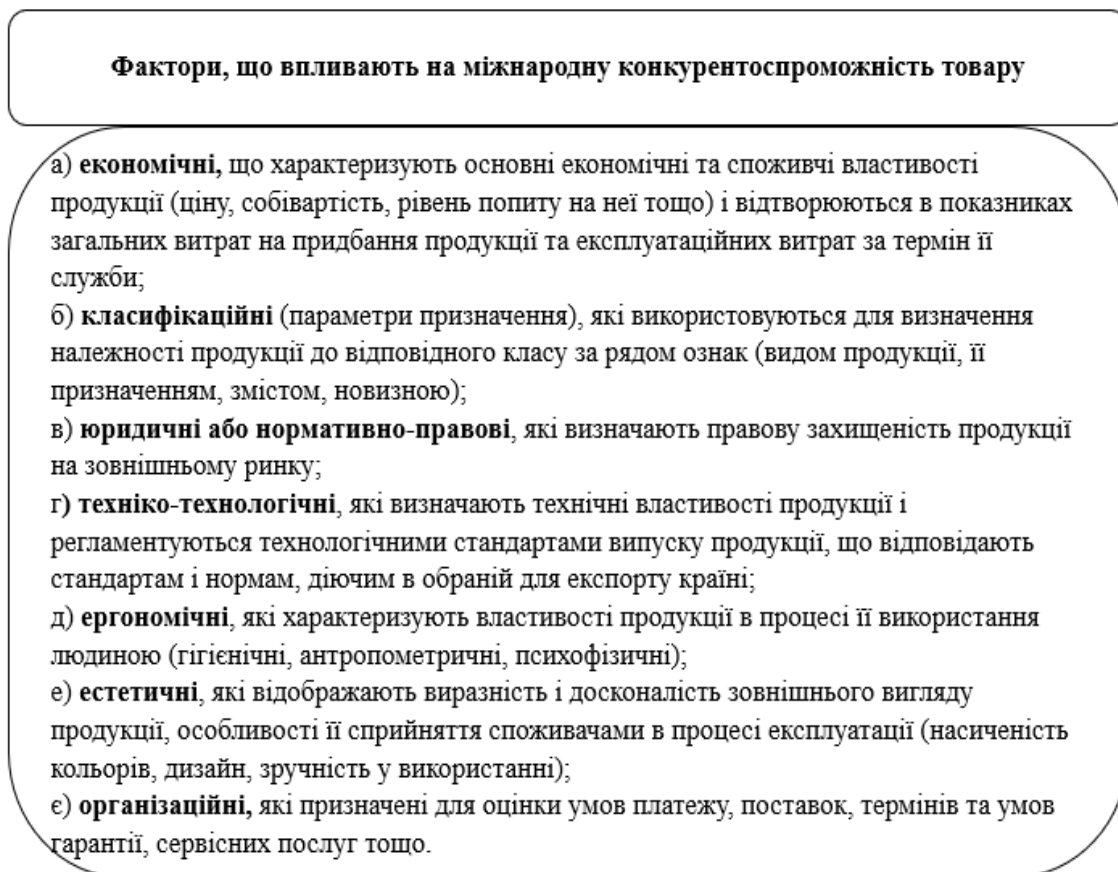 Фактори, що впливають на міжнародну конкурентоспроможність товару
а) економічні, що характеризують основні економічні та споживчі властивості
продукції (ціну, собівартість, рівень попиту на неї тощо) і відтворюються в показниках
загальних витрат на придбання продукції та експлуатаційних витрат за термін її
служби;
б) класифікаційні (параметри призначення), які використовуються для визначення
належності продукції до відповідного класу за рядом ознак (видом продукції, її
призначенням, змістом, новизною);
в) юридичні або нормативно-правові, які визначають правову захищеність продукції
на зовнішньому ринку;
г) техніко-технологічні, які визначають технічні властивості продукції і
регламентуються технологічними стандартами випуску продукції, що відповідають
стандартам і нормам, діючим в обраній для експорту країні;
д) ергономічні, які характеризують властивості продукції в процесі її використання
людиною (гігієнічні, антропометричні, психофізичні);
е) естетичні, які відображають виразність і досконалість зовнішнього вигляду
продукції, особливості її сприйняття споживачами в процесі експлуатації (насиченість
кольорів, дизайн, зручність у використанні);
є) організаційні, які призначені для оцінки умов платежу, поставок, термінів та умов
гарантії, сервісних послуг тощо.